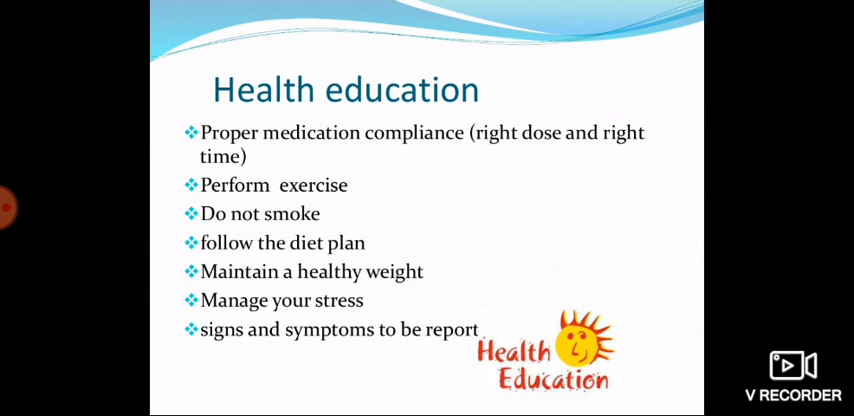 Health education
❖Proper medication compliance (right dose and right
time)
❖Perform exercise
❖Do not smoke
❖follow the diet plan
❖Maintain a healthy weight
❖Manage your stress
❖signs and symptoms to be report
Health
Education
V RECORDER